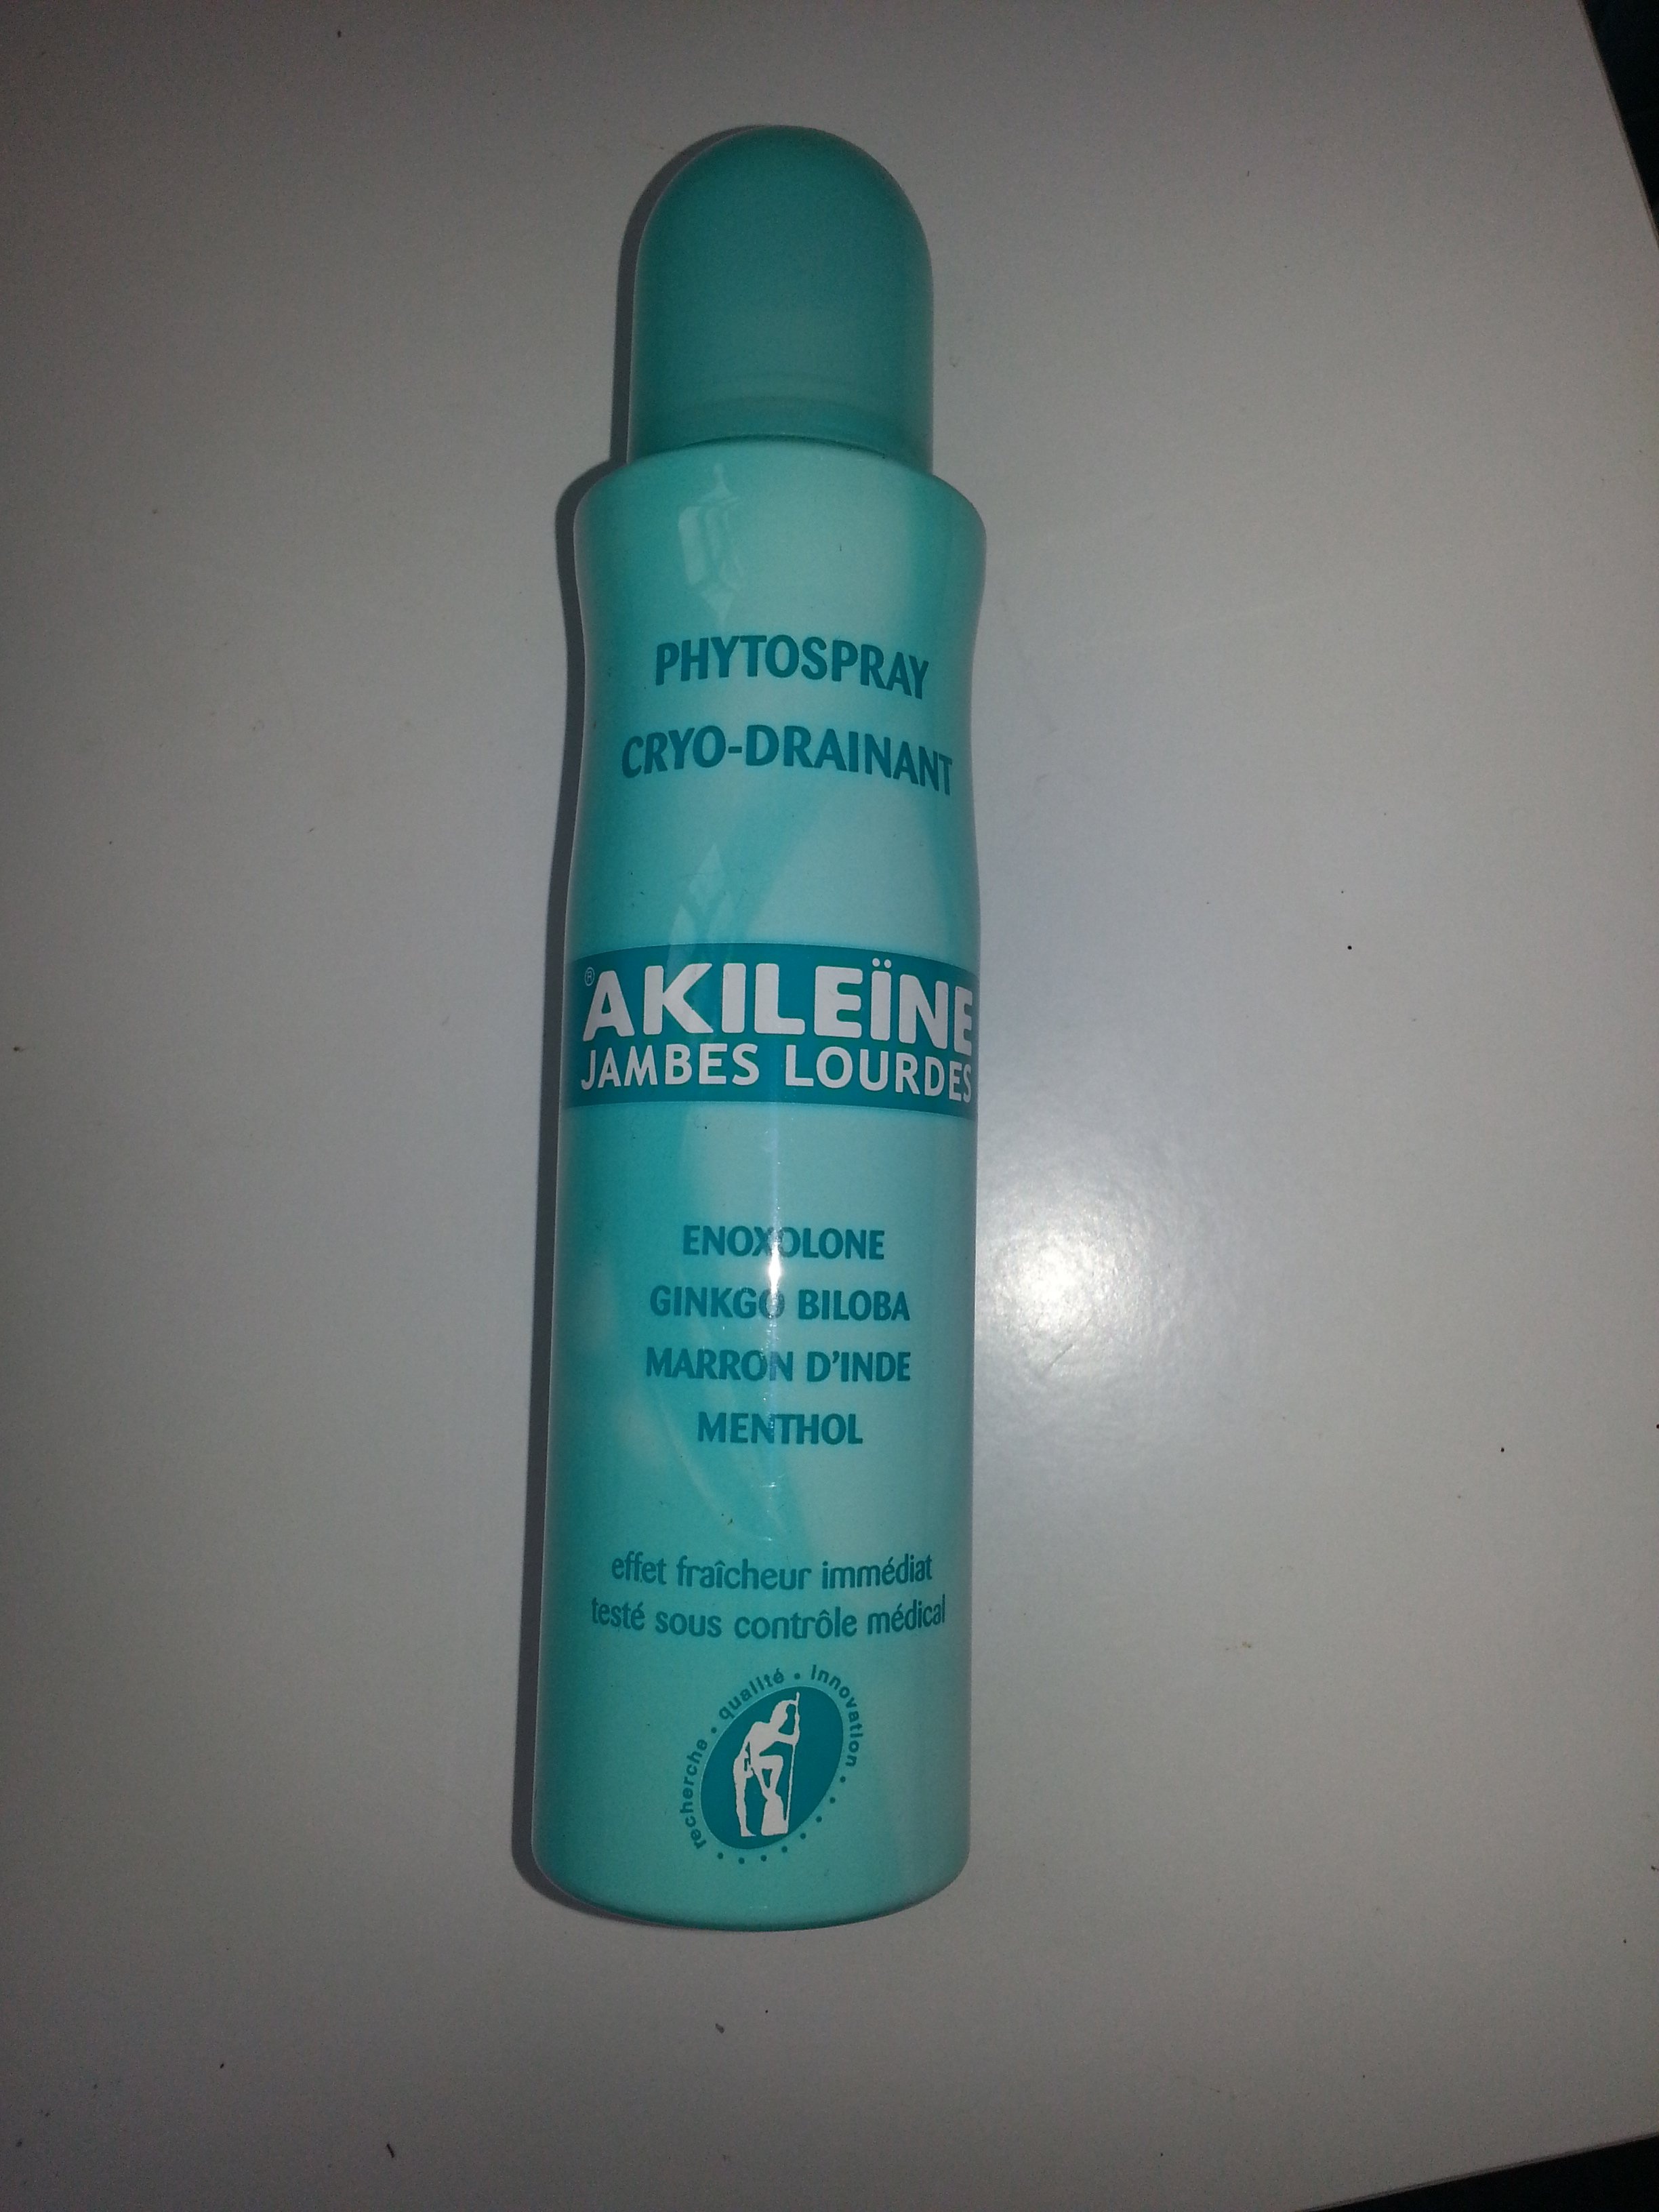 PHYTOSPRAY
CRYO-DRAINANT
®AKILEÏNE
JAMBES LOURDES
ENOXOLONE
GINKGO BILOBA
MARRON D'INDE
MENTHOL
effet fraîcheur immédiat
testé sous contrôle médical
recherche • qualité • innovation